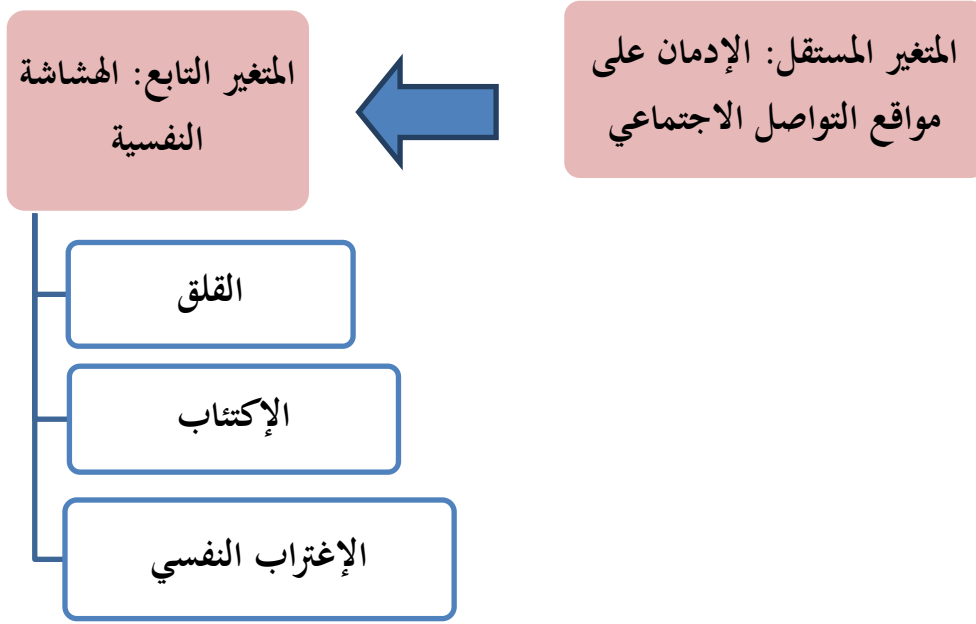 المتغير المستقل: الإدمان على
مواقع التواصل الاجتماعي
المتغير التابع: الهشاشة
النفسية
القلق
الإكتئاب
الإغتراب النفسي